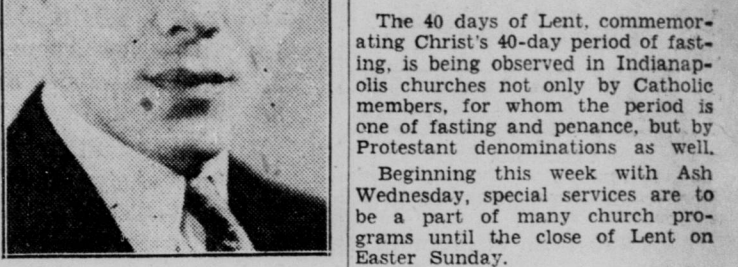 The 40 days of Lent, commemor-
ating Christ's 40-day period of fast-
ing, is being observed in Indianap-
olis churches not only by Catholic
members, for whom the period is
one of fasting and penance, but by
Protestant denominations as well.
Beginning this week with Ash
Wednesday, special services are to
be a part of many church pro-
grams until the close of Lent on
Easter Sunday.